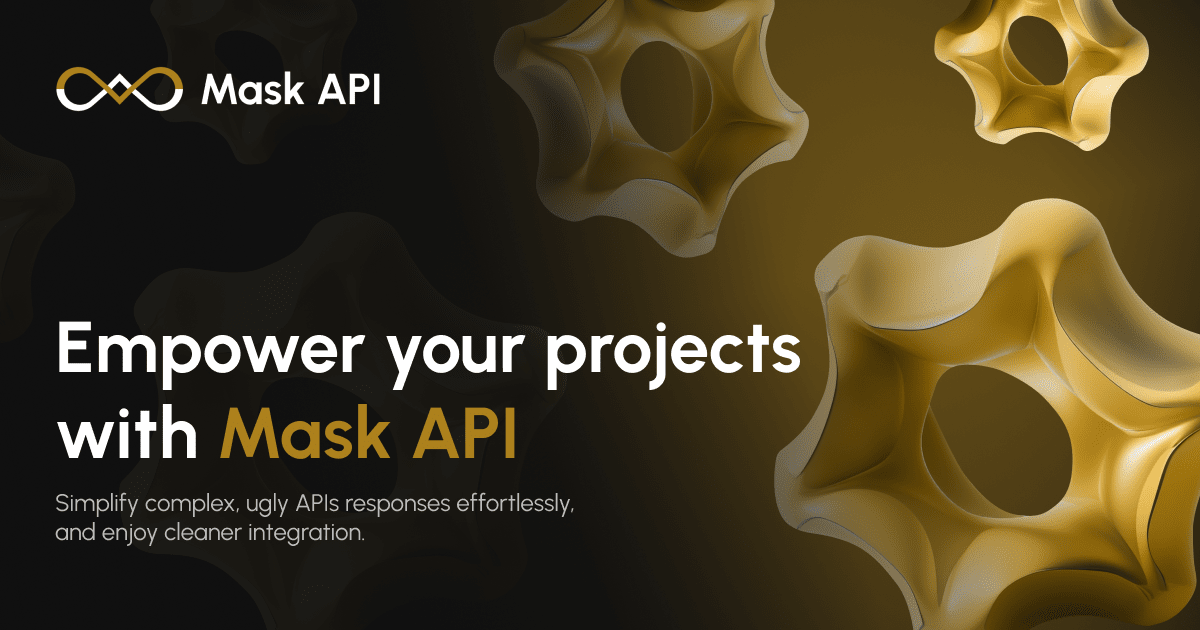 Mask API
Empower your projects
with Mask API
Simplify complex, ugly APIs responses effortlessly,
and enjoy cleaner integration.